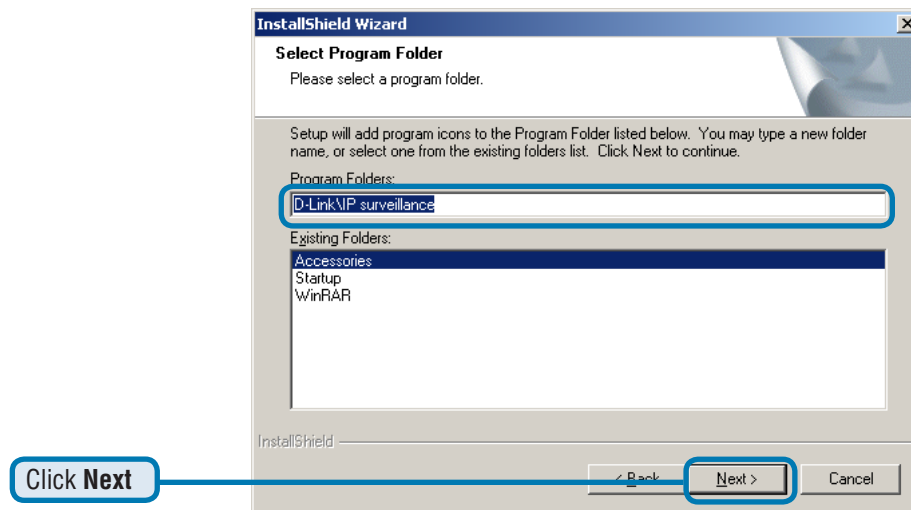 InstallShield Wizard
Select Program Folder
Please select a program folder.
Setup will add program icons to the Program Folder listed below. You may type a new folder
name, or select one from the existing folders list. Click Next to continue.
Program Folders:
D-Link\IP surveillance
Existing Folders:
Accessories
Startup
WinRAR
InstallShield
Click Next
< Back
Next >
Cancel